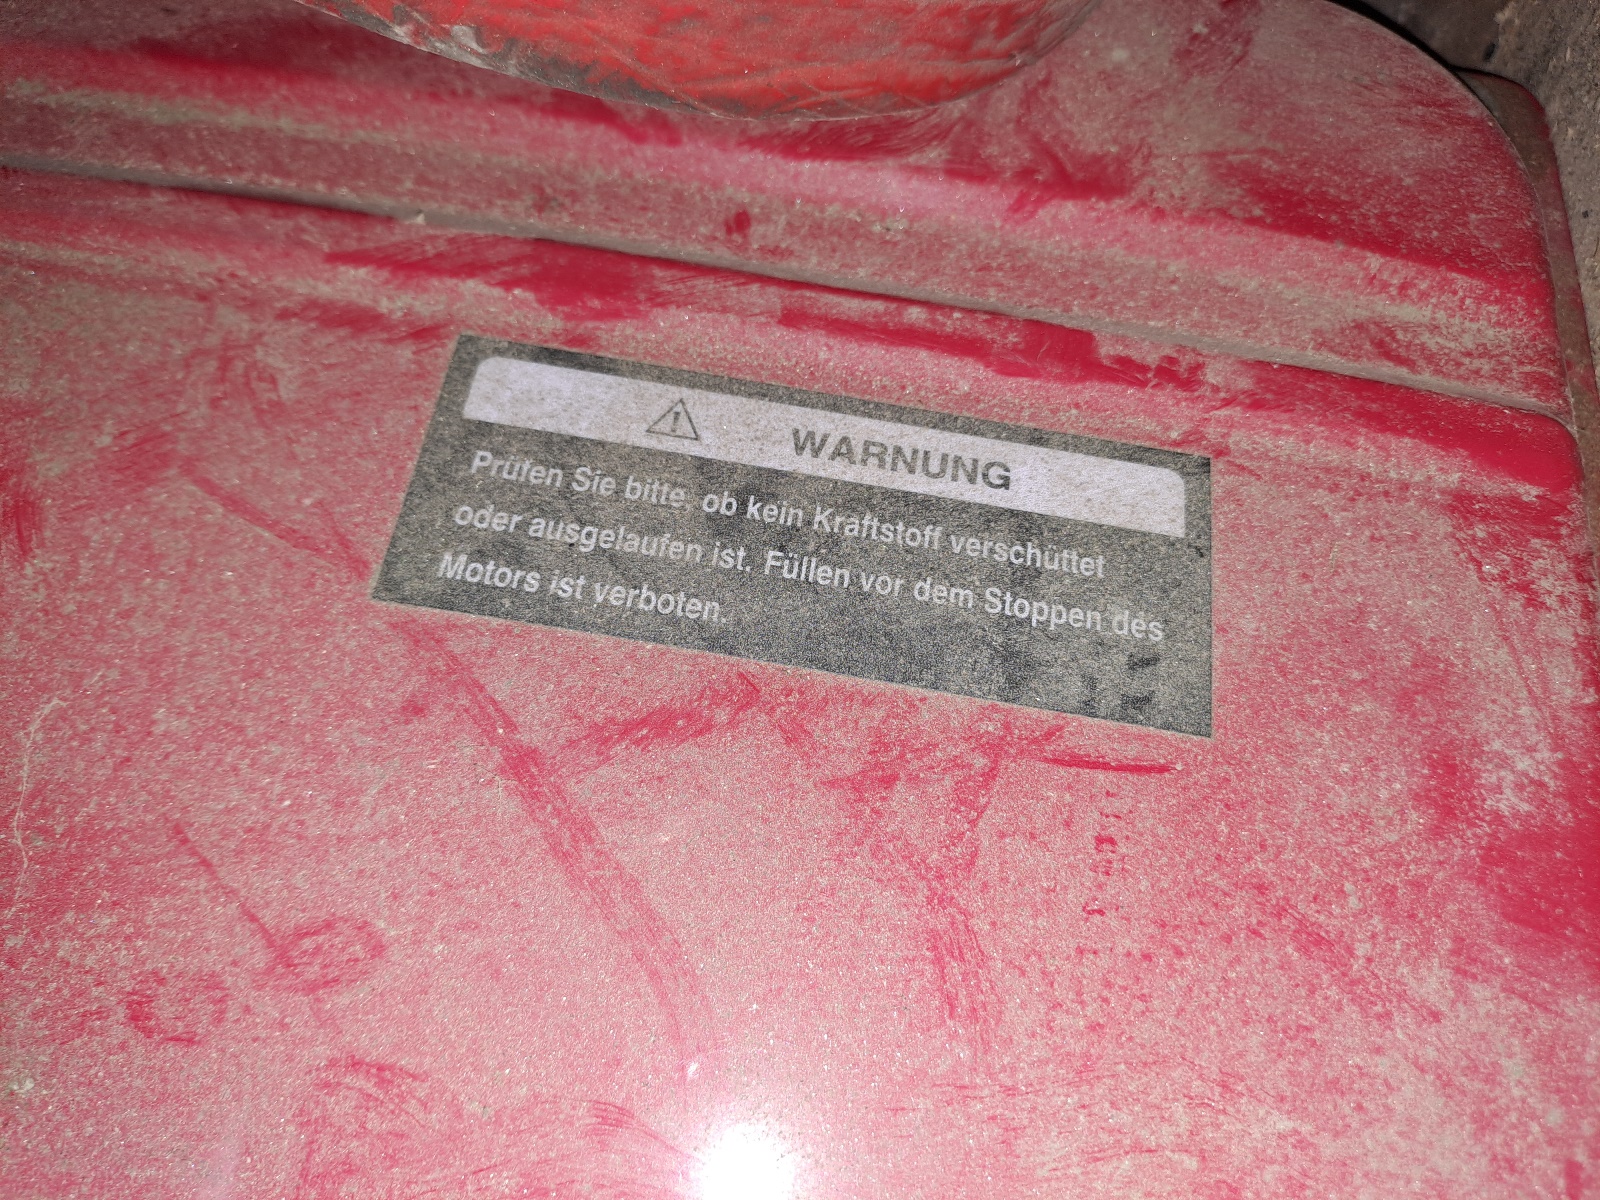 WARNUNG
Prüfen Sie bitte, ob kein Kraftstoff verschüttet
oder ausgelaufen ist. Füllen vor dem Stoppen des
Motors ist verboten.